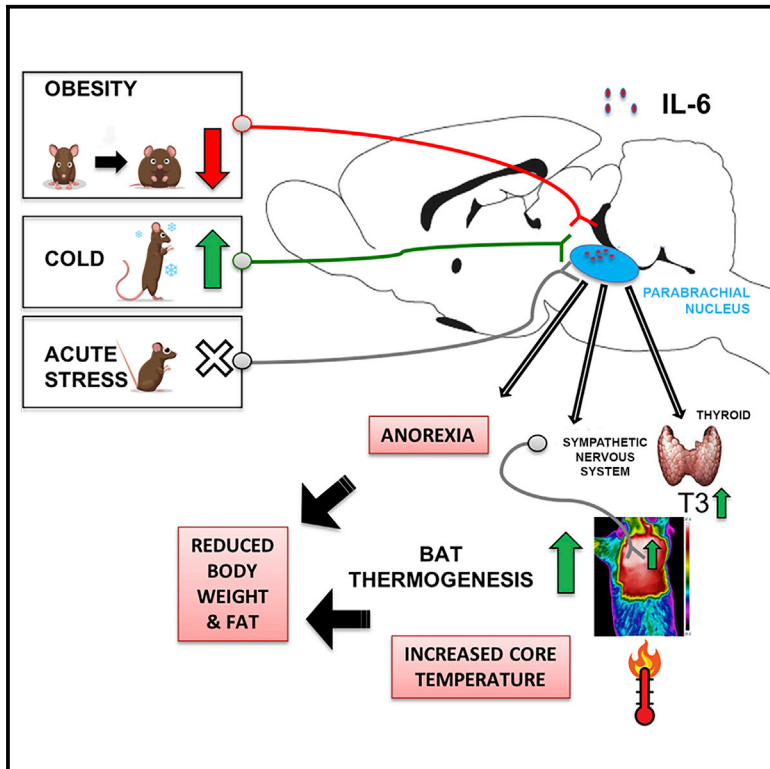 OBESITY
IL-6
COLD
PARABRACHIAL
NUCLEUS
ACUTE
STRESS
ANOREXIA
SYMPATHETIC
NERVOUS
SYSTEM
THYROID
T3
REDUCED
BODY
WEIGHT
& FAT
BAT
THERMOGENESIS
INCREASED CORE
TEMPERATURE